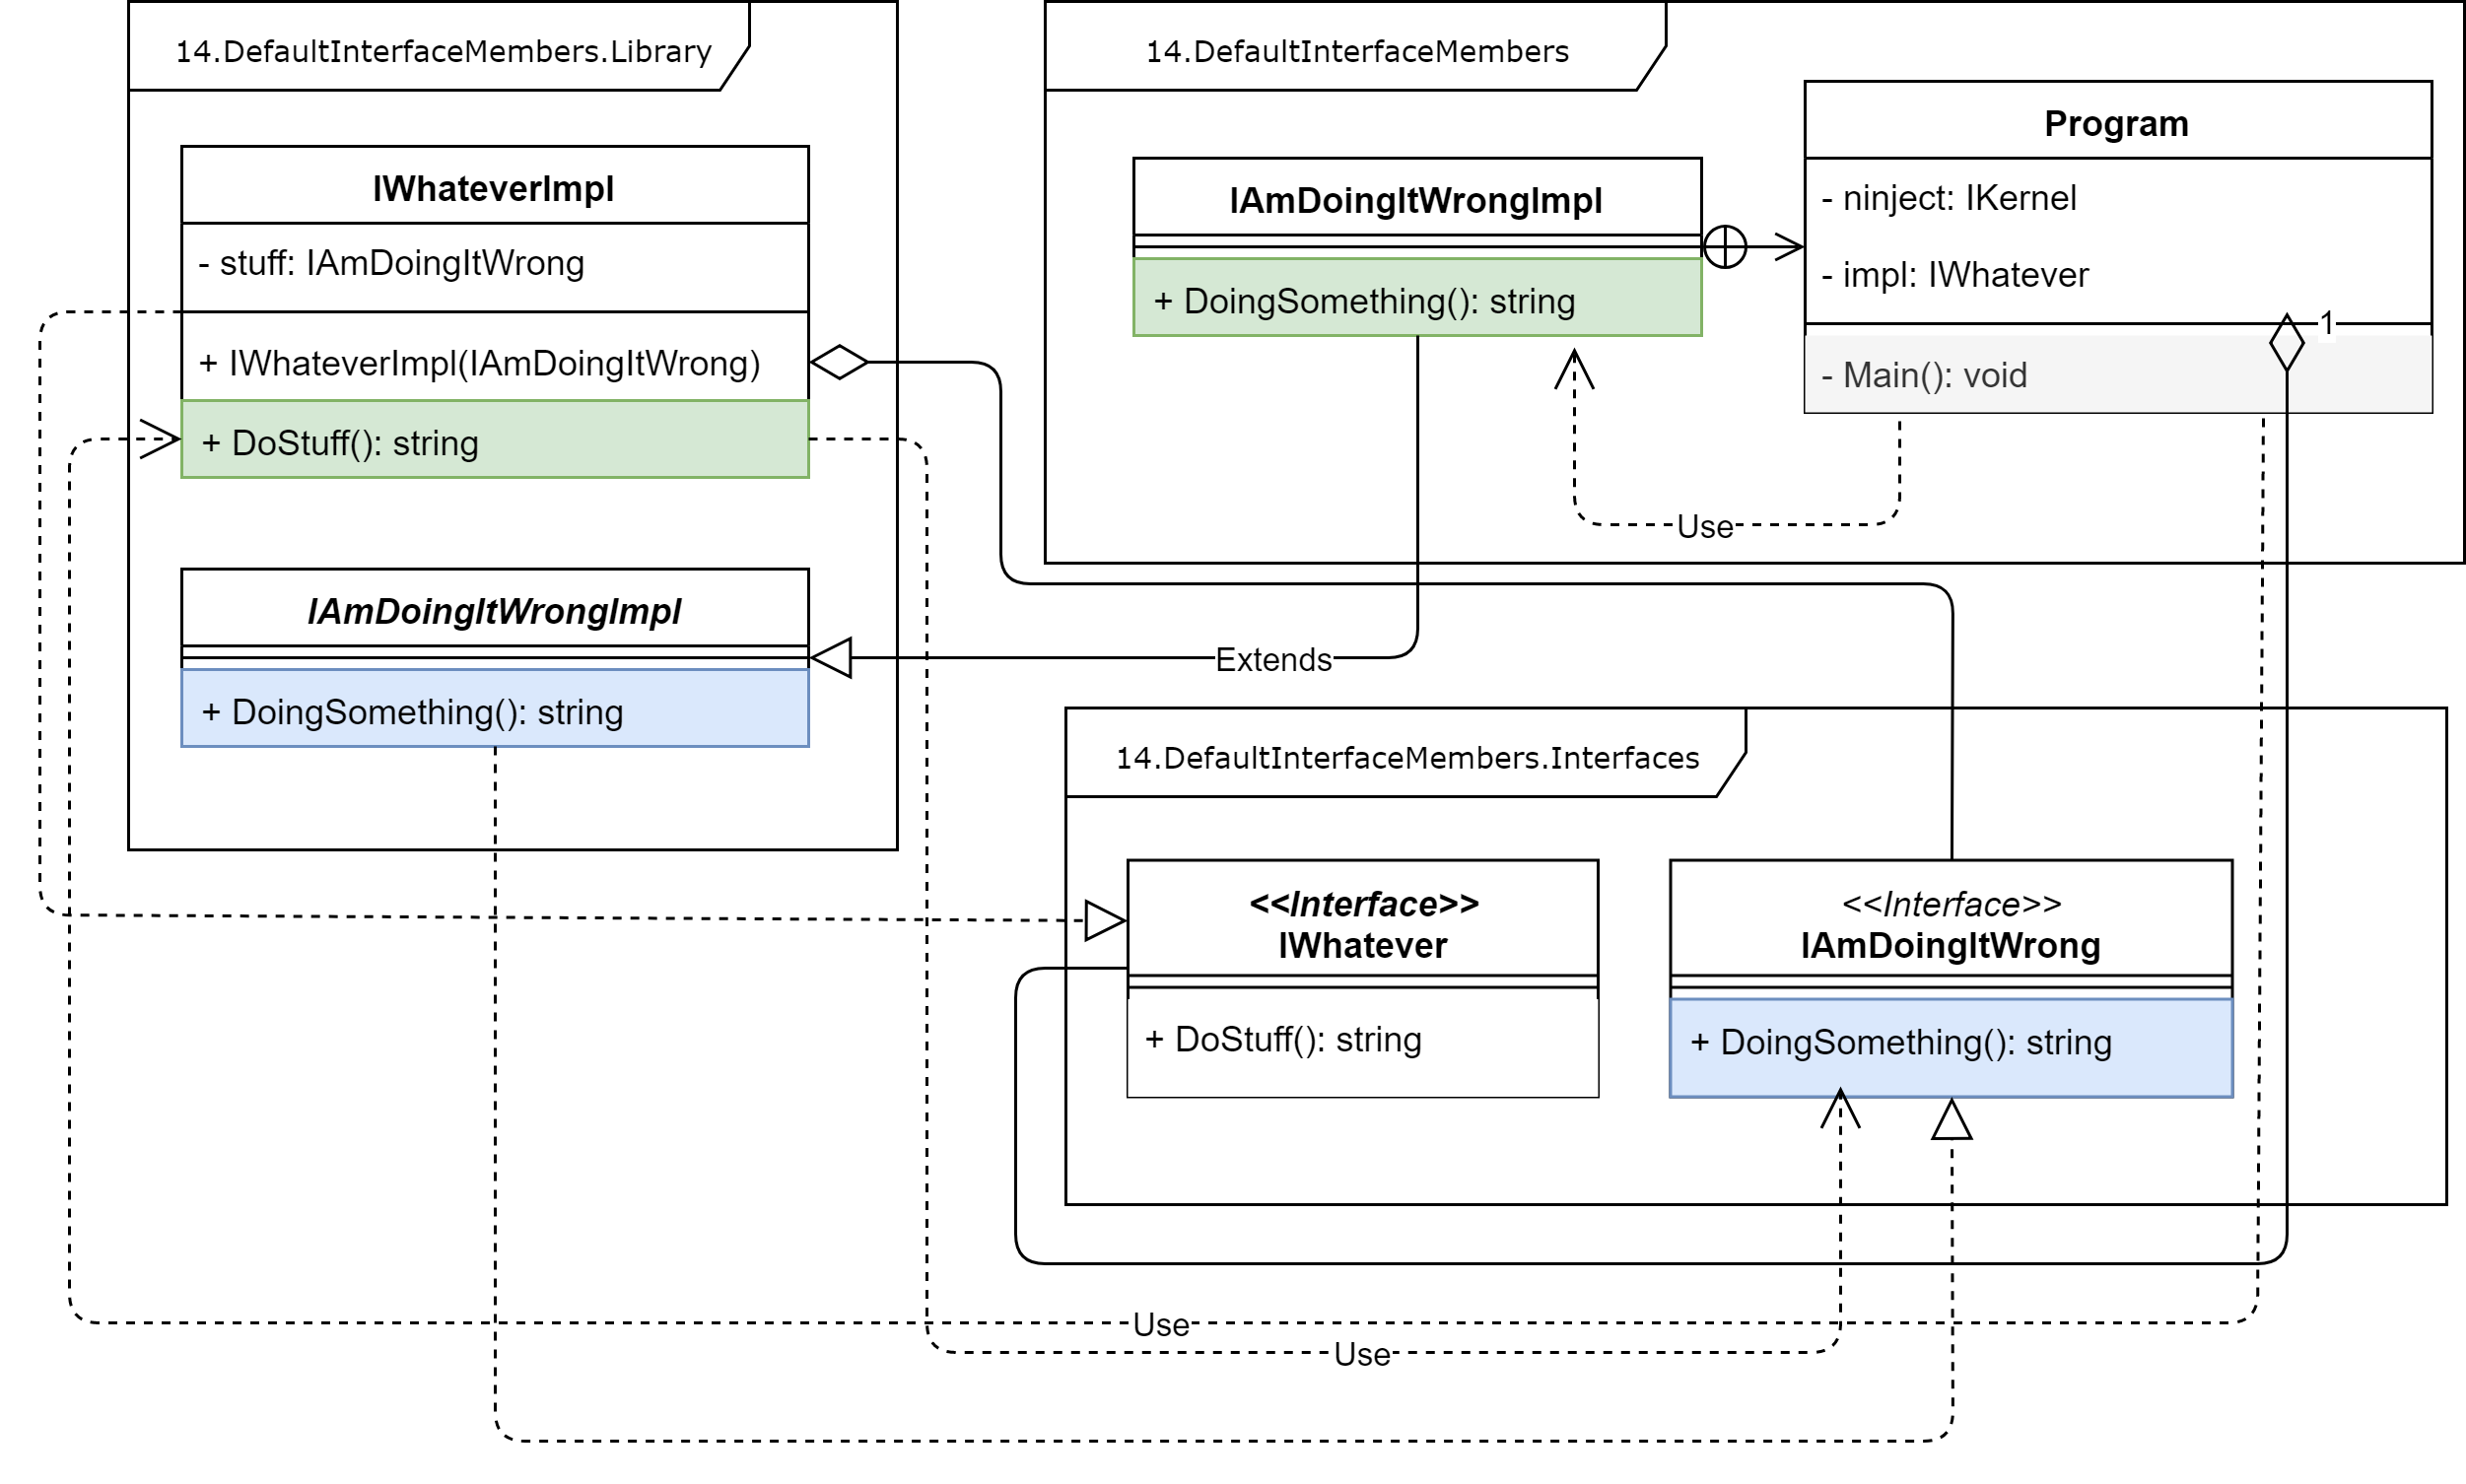 14.DefaultInterfaceMembers.Library
IWhateverImpl
- stuff: IAmDoingItWrong
+ IWhateverImpl(IAmDoingItWrong)
+ DoStuff(): string
IAmDoingItWrongImpl
+ DoingSomething(): string
14.DefaultInterfaceMembers
IAmDoingItWrongImpl
+ DoingSomething(): string
Program
- ninject: IKernel
- impl: IWhatever
1
- Main(): void
Use
Extends
14.DefaultInterfaceMembers.Interfaces
<<Interface>>
IWhatever
+ DoStuff(): string
<<Interface>>
IAmDoingItWrong
+ DoingSomething(): string
Use
Use